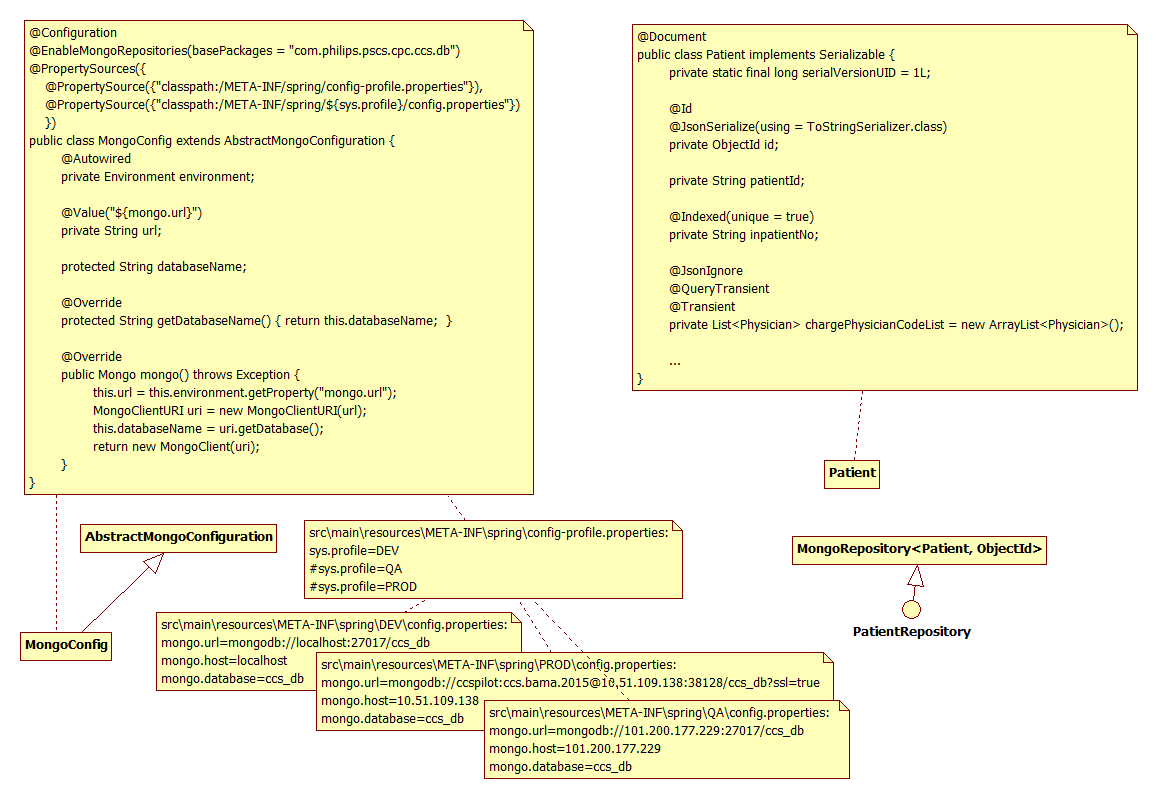 @Configuration
@EnableMongoRepositories(basePackages = "com.philips.pscs.cpc.ccs.db")
@PropertySources({
@PropertySource({"classpath:/META-INF/spring/config-profile.properties"}),
@PropertySource({"classpath:/META-INF/spring/${sys.profile}/config.properties"})
})
public class MongoConfig extends AbstractMongoConfiguration {
@Autowired
private Environment environment;
@Value("${mongo.url}")
private String url;
protected String databaseName;
@Override
protected String getDatabaseName() { return this.databaseName;  }
@Override
public Mongo mongo() throws Exception {
this.url = this.environment.getProperty("mongo.url");
MongoClientURI uri = new MongoClientURI(url);
this.databaseName = uri.getDatabase();
return new MongoClient(uri);
}
}
@Document
public class Patient implements Serializable {
private static final long serialVersionUID = 1L;
@Id
@JsonSerialize(using = ToStringSerializer.class)
private ObjectId id;
private String patientId;
@Indexed(unique = true)
private String inpatientNo;
@JsonIgnore
@QueryTransient
@Transient
private List<Physician> chargePhysicianCodeList = new ArrayList<Physician>();
...
}
Patient
AbstractMongoConfiguration
src\main\resources\META-INF\spring\config-profile.properties:
sys.profile=DEV
#sys.profile=QA
#sys.profile=PROD
MongoRepository<Patient, ObjectId>
PatientRepository
MongoConfig
src\main\resources\META-INF\spring\DEV\config.properties:
mongo.url=mongodb://localhost:27017/ccs_db
mongo.host=localhost
mongo.database=ccs_db
src\main\resources\META-INF\spring\PROD\config.properties:
mongo.url=mongodb://ccspilot:ccs.bama.2015@10.51.109.138:38128/ccs_db?ssl=true
mongo.host=10.51.109.138
mongo.database=ccs_db
src\main\resources\META-INF\spring\QA\config.properties:
mongo.url=mongodb://101.200.177.229:27017/ccs_db
mongo.host=101.200.177.229
mongo.database=ccs_db